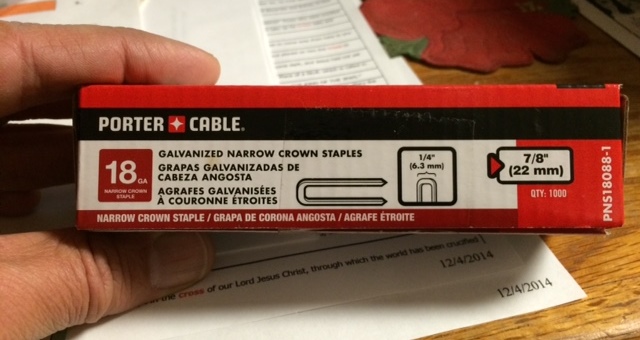 PORTER CABLE®
18 GA
NARROW CROWN
STAPLE
GALVANIZED NARROW CROWN STAPLES
GRAPAS GALVANIZADAS DE
CABEZA ANGOSTA
AGRAFES GALVANISÉES
À COURONNE ÉTROITES
1/4"
(6.3 mm)
7/8"
(22 mm)
QTY: 1000
PNS18088-1
NARROW CROWN STAPLE / GRAPA DE CORONA ANGOSTA / AGRAFE ÉTROITE
the cross of our Lord Jesus Christ, through which the world has been crucified
12/4/2014
12/4/2014